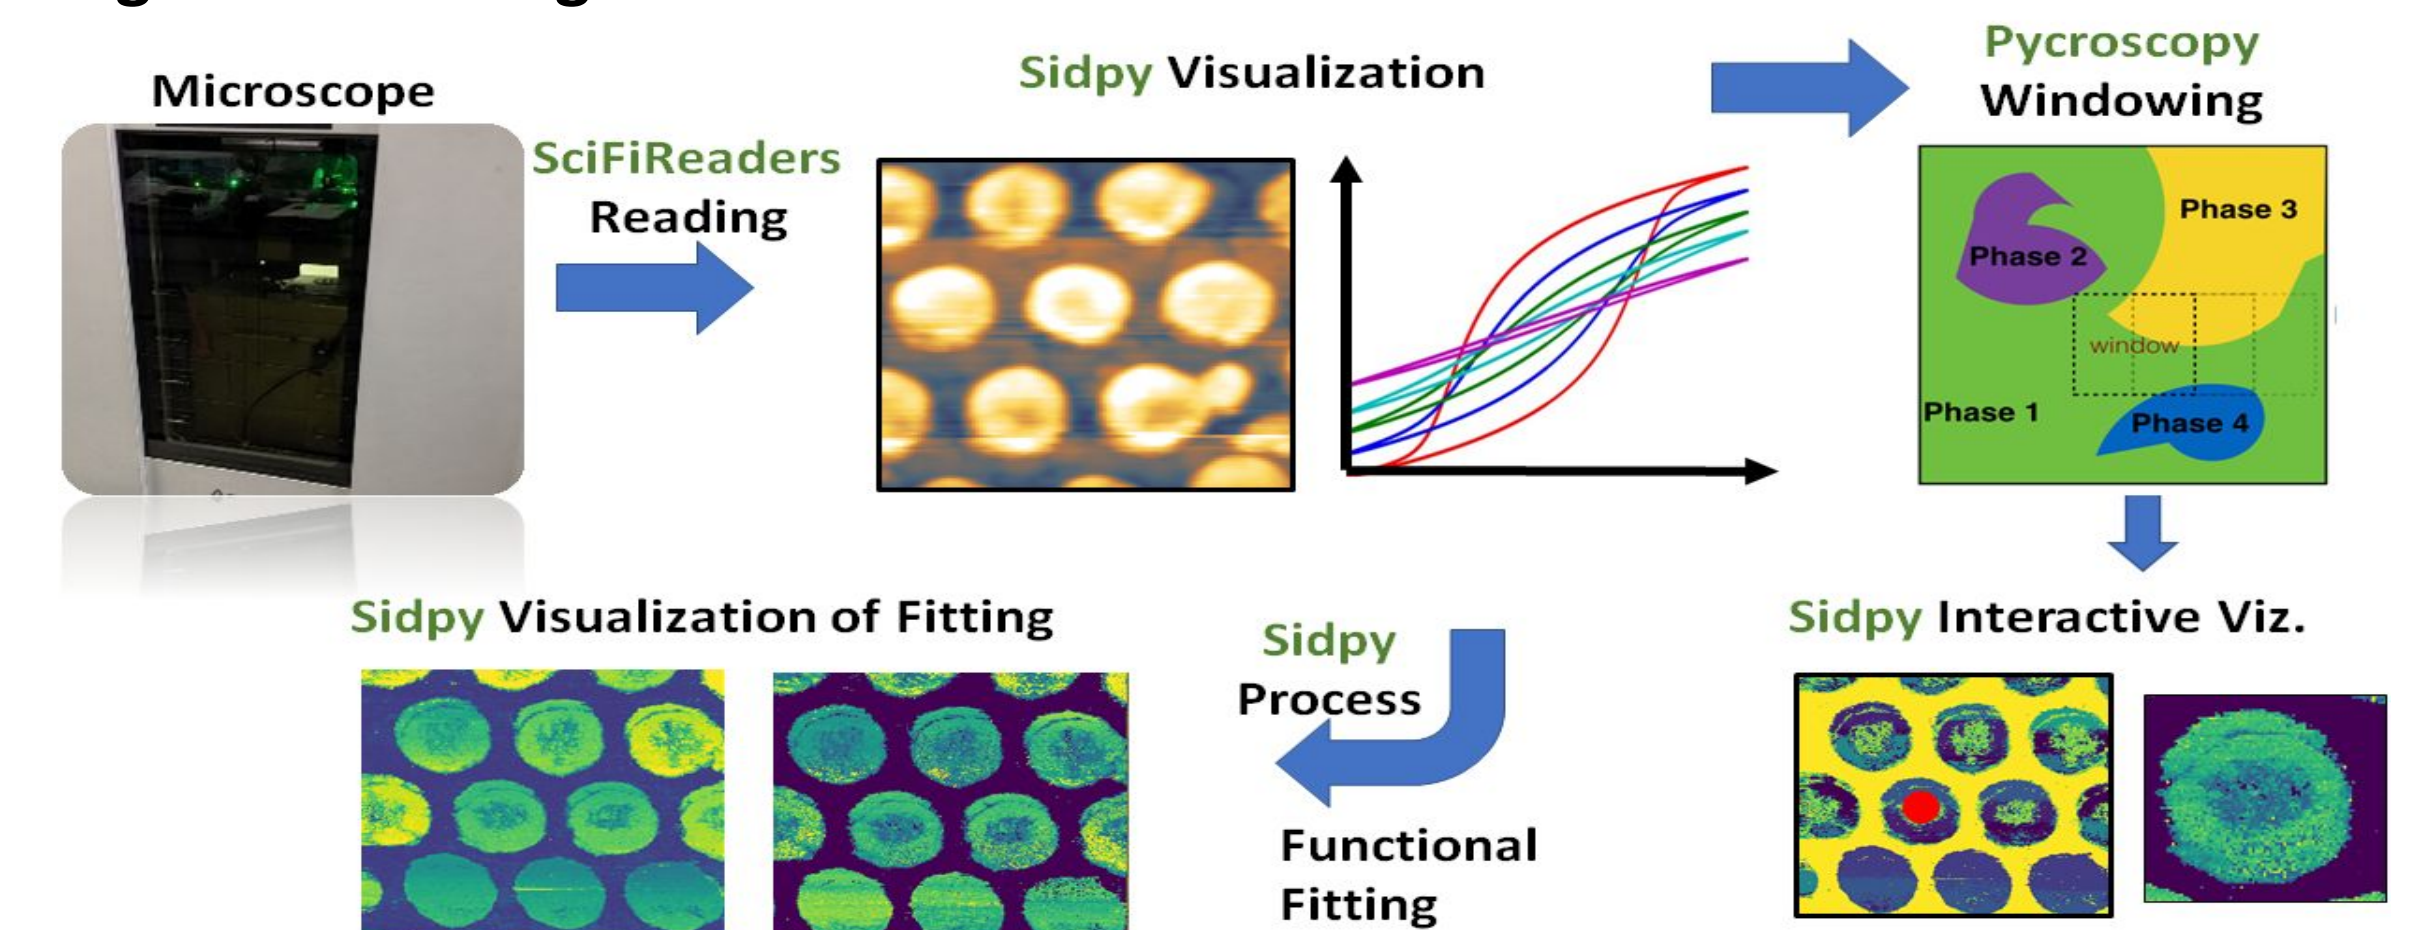 Microscope
SciFiReaders
Reading
Sidpy Visualization
Pycroscopy
Windowing
Phase 3
Phase 2
window
Phase 1
Phase 4
Sidpy Interactive Viz.
Sidpy
Process
Functional
Fitting
Sidpy Visualization of Fitting